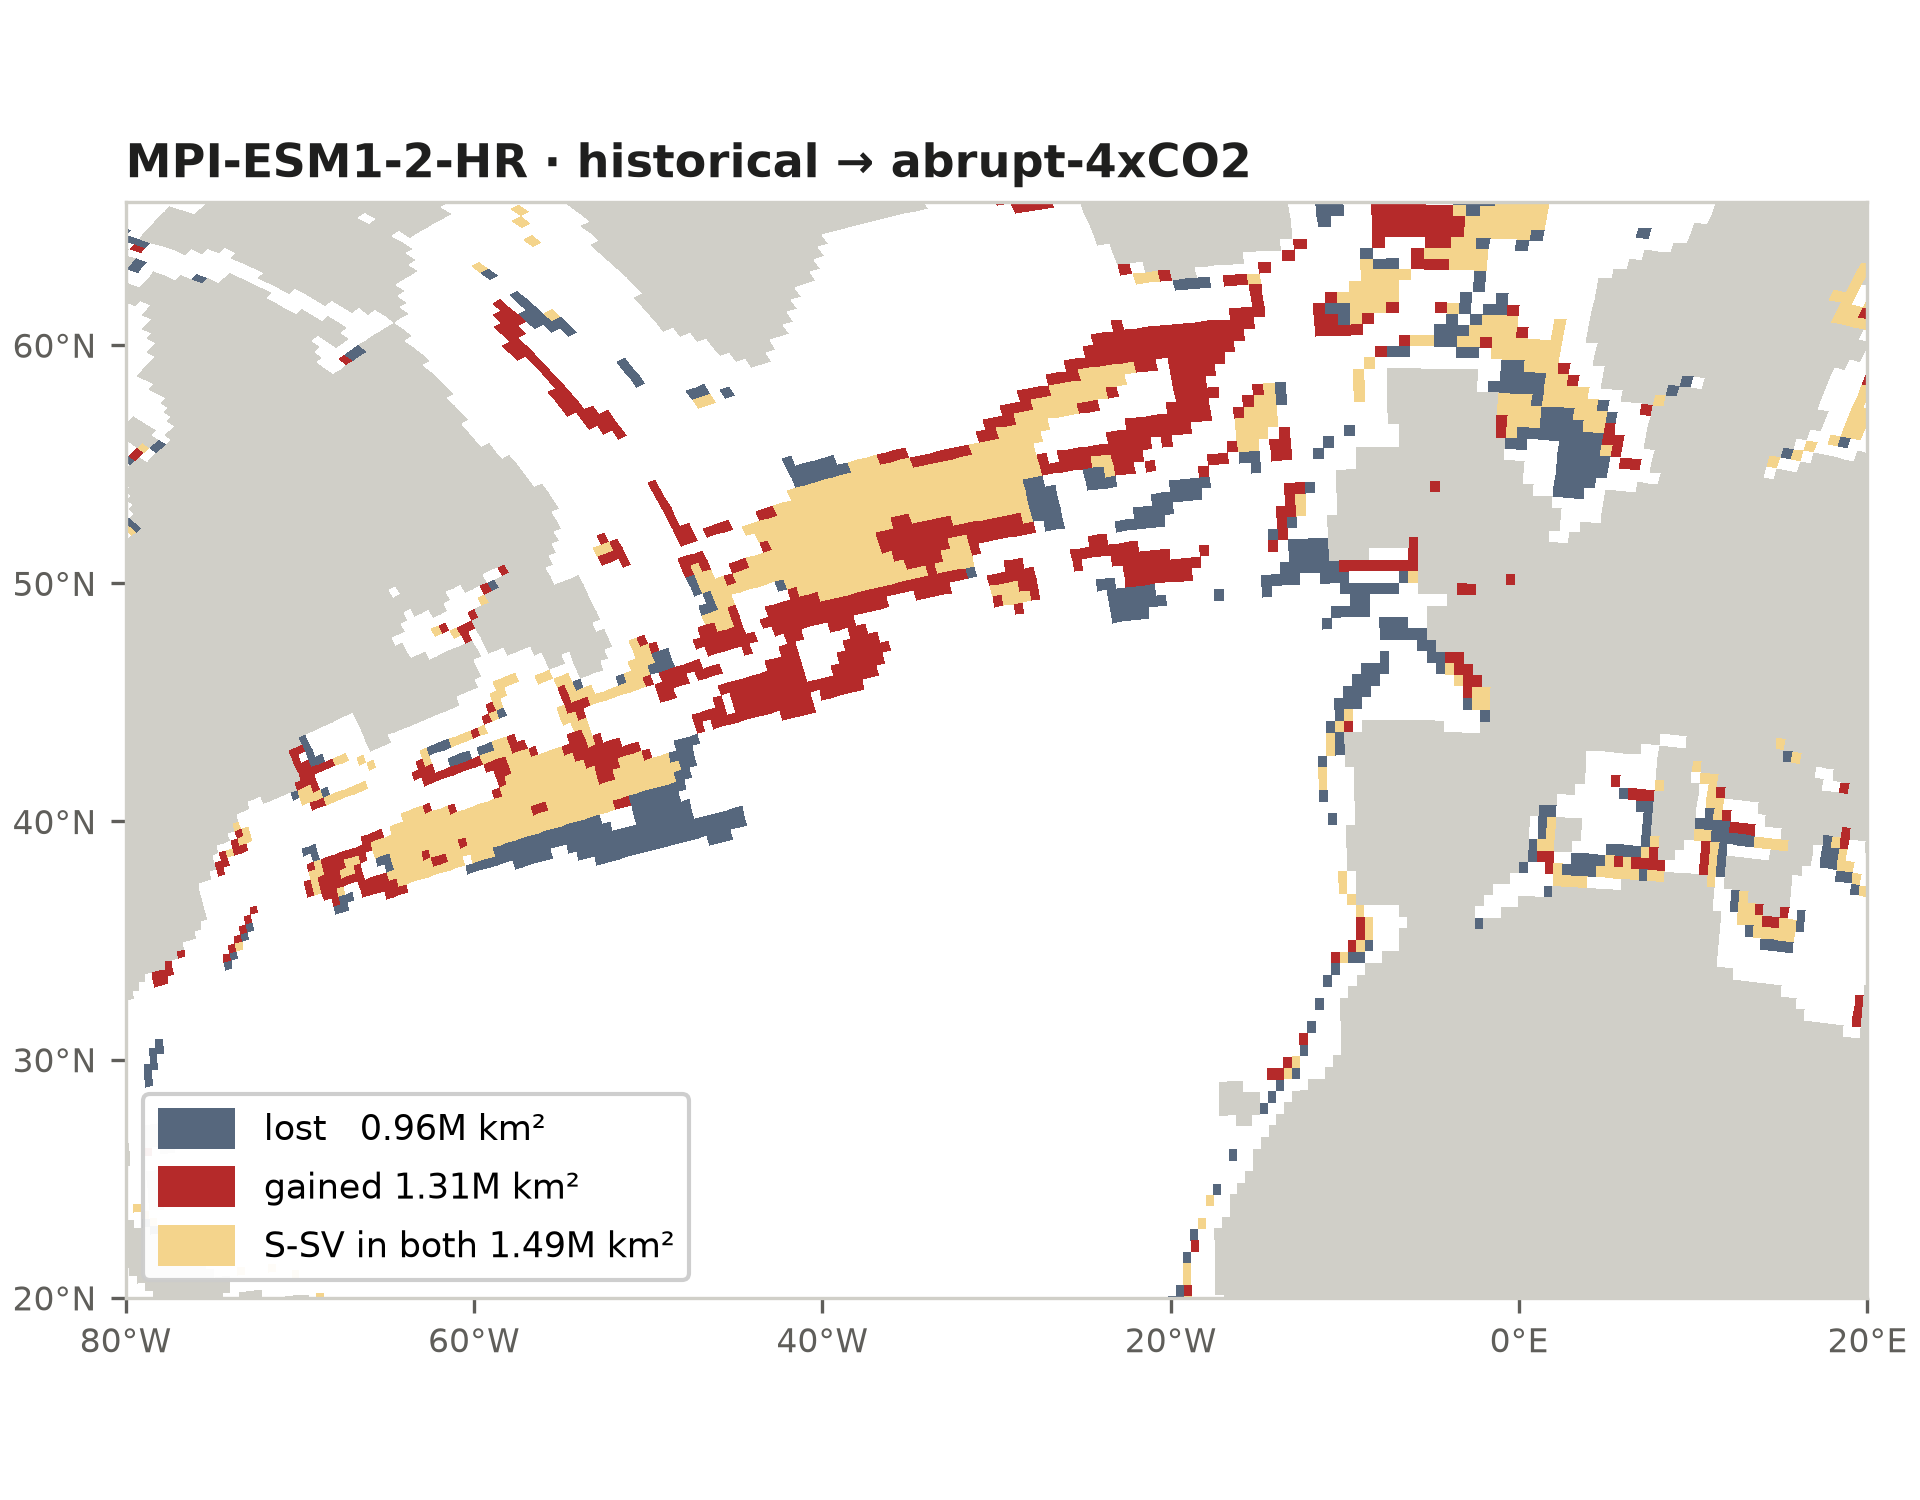 MPI-ESM1-2-HR · historical → abrupt-4xCO2
60°N
50°N
40°N
30°N
20°N
lost 0.96M km²
gained 1.31M km²
S-SV in both 1.49M km²
80°W 60°W 40°W 20°W 0°E 20°E